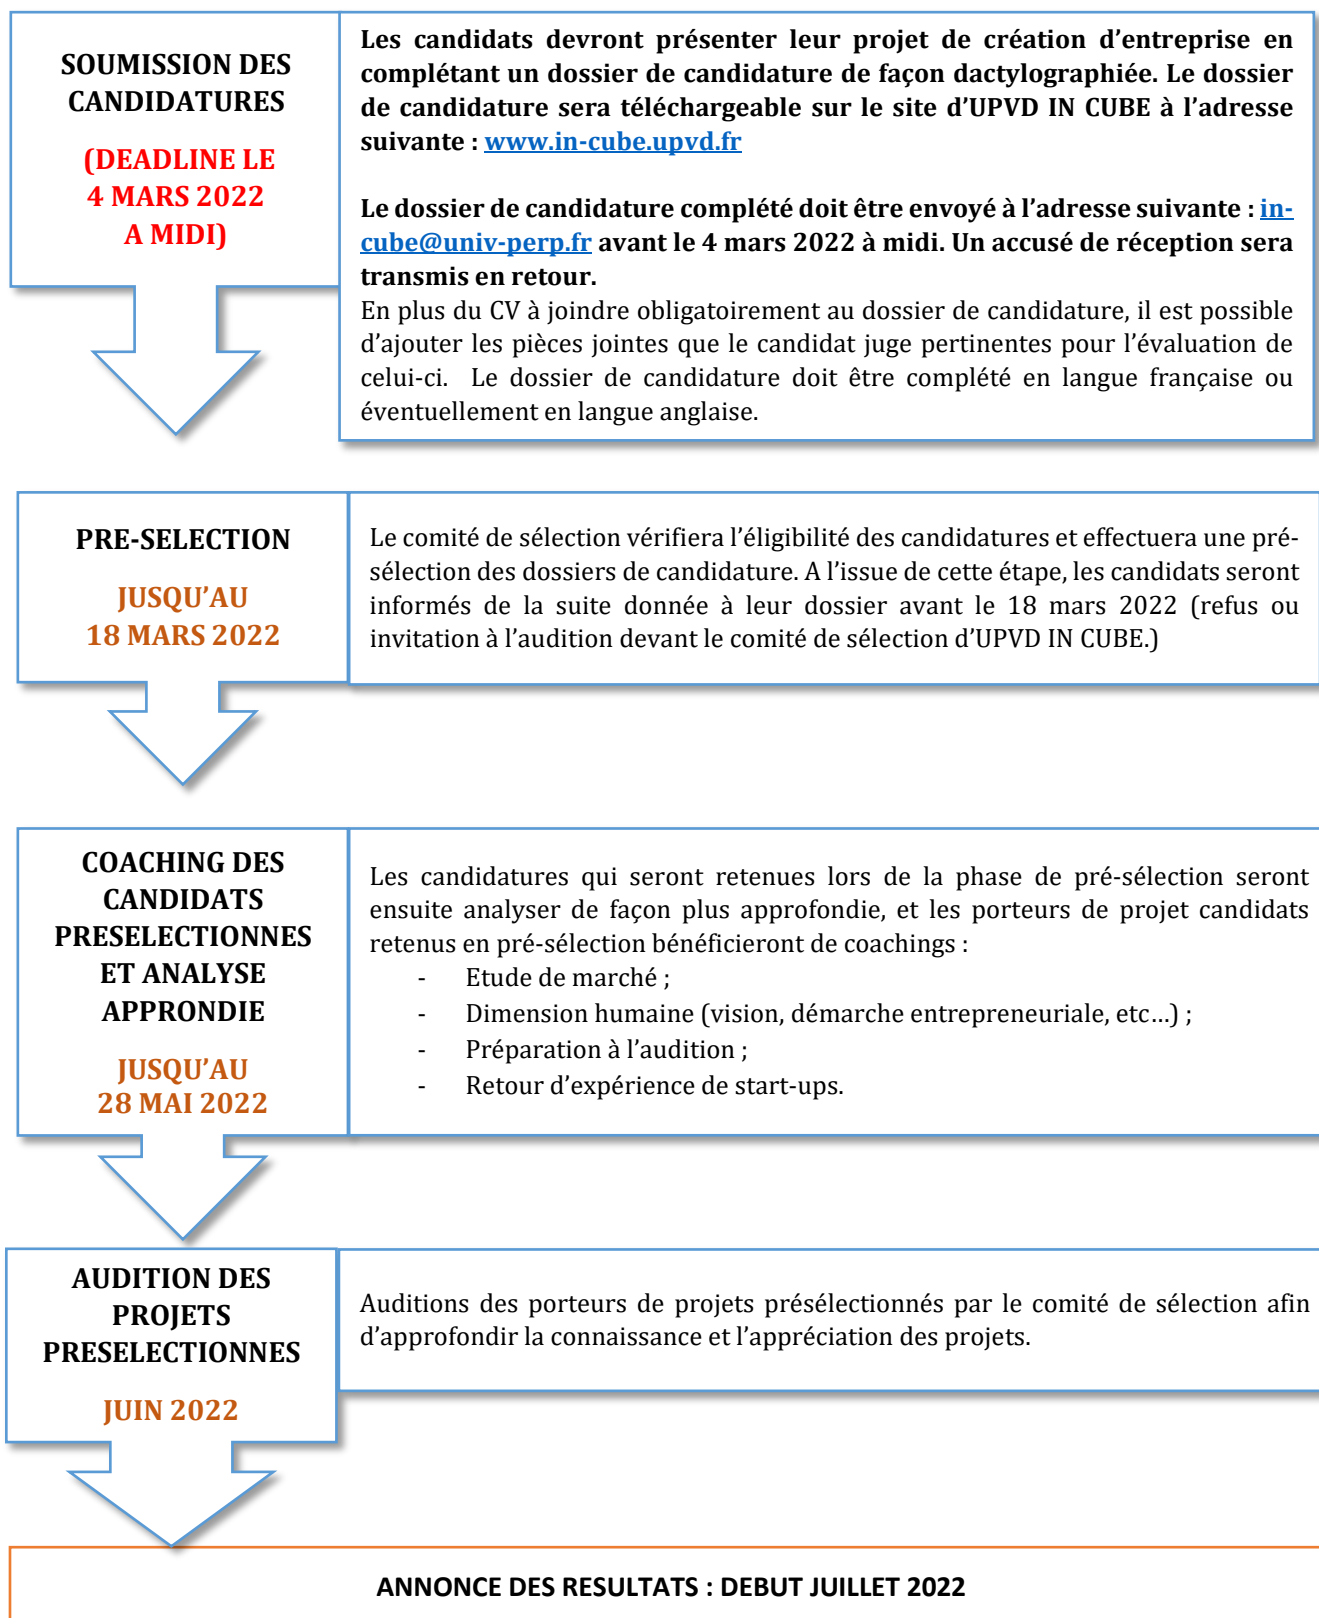 SOUMISSION DES
CANDIDATURES
(DEADLINE LE
4 MARS 2022
A MIDI)
Les candidats devront présenter leur projet de création d’entreprise en
complétant un dossier de candidature de façon dactylographiée. Le dossier
de candidature sera téléchargeable sur le site d’UPVD IN CUBE à l’adresse
suivante : www.in-cube.upvd.fr
Le dossier de candidature complété doit être envoyé à l’adresse suivante : in-
cube@univ-perp.fr avant le 4 mars 2022 à midi. Un accusé de réception sera
transmis en retour.
En plus du CV à joindre obligatoirement au dossier de candidature, il est possible
d’ajouter les pièces jointes que le candidat juge pertinentes pour l’évaluation de
celui-ci. Le dossier de candidature doit être complété en langue française ou
éventuellement en langue anglaise.
PRE-SELECTION
JUSQU’AU
18 MARS 2022
Le comité de sélection vérifiera l’éligibilité des candidatures et effectuera une pré-
sélection des dossiers de candidature. A l’issue de cette étape, les candidats seront
informés de la suite donnée à leur dossier avant le 18 mars 2022 (refus ou
invitation à l’audition devant le comité de sélection d’UPVD IN CUBE.)
COACHING DES
CANDIDATS
PRESELECTIONNES
ET ANALYSE
APPRONDIE
JUSQU’AU
28 MAI 2022
Les candidatures qui seront retenues lors de la phase de pré-sélection seront
ensuite analyser de façon plus approfondie, et les porteurs de projet candidats
retenus en pré-sélection bénéficieront de coachings :
- Etude de marché ;
- Dimension humaine (vision, démarche entrepreneuriale, etc…) ;
- Préparation à l’audition ;
- Retour d’expérience de start-ups.
AUDITION DES
PROJETS
PRESELECTIONNES
JUIN 2022
Auditions des porteurs de projets présélectionnés par le comité de sélection afin
d’approfondir la connaissance et l’appréciation des projets.
ANNONCE DES RESULTATS : DEBUT JUILLET 2022